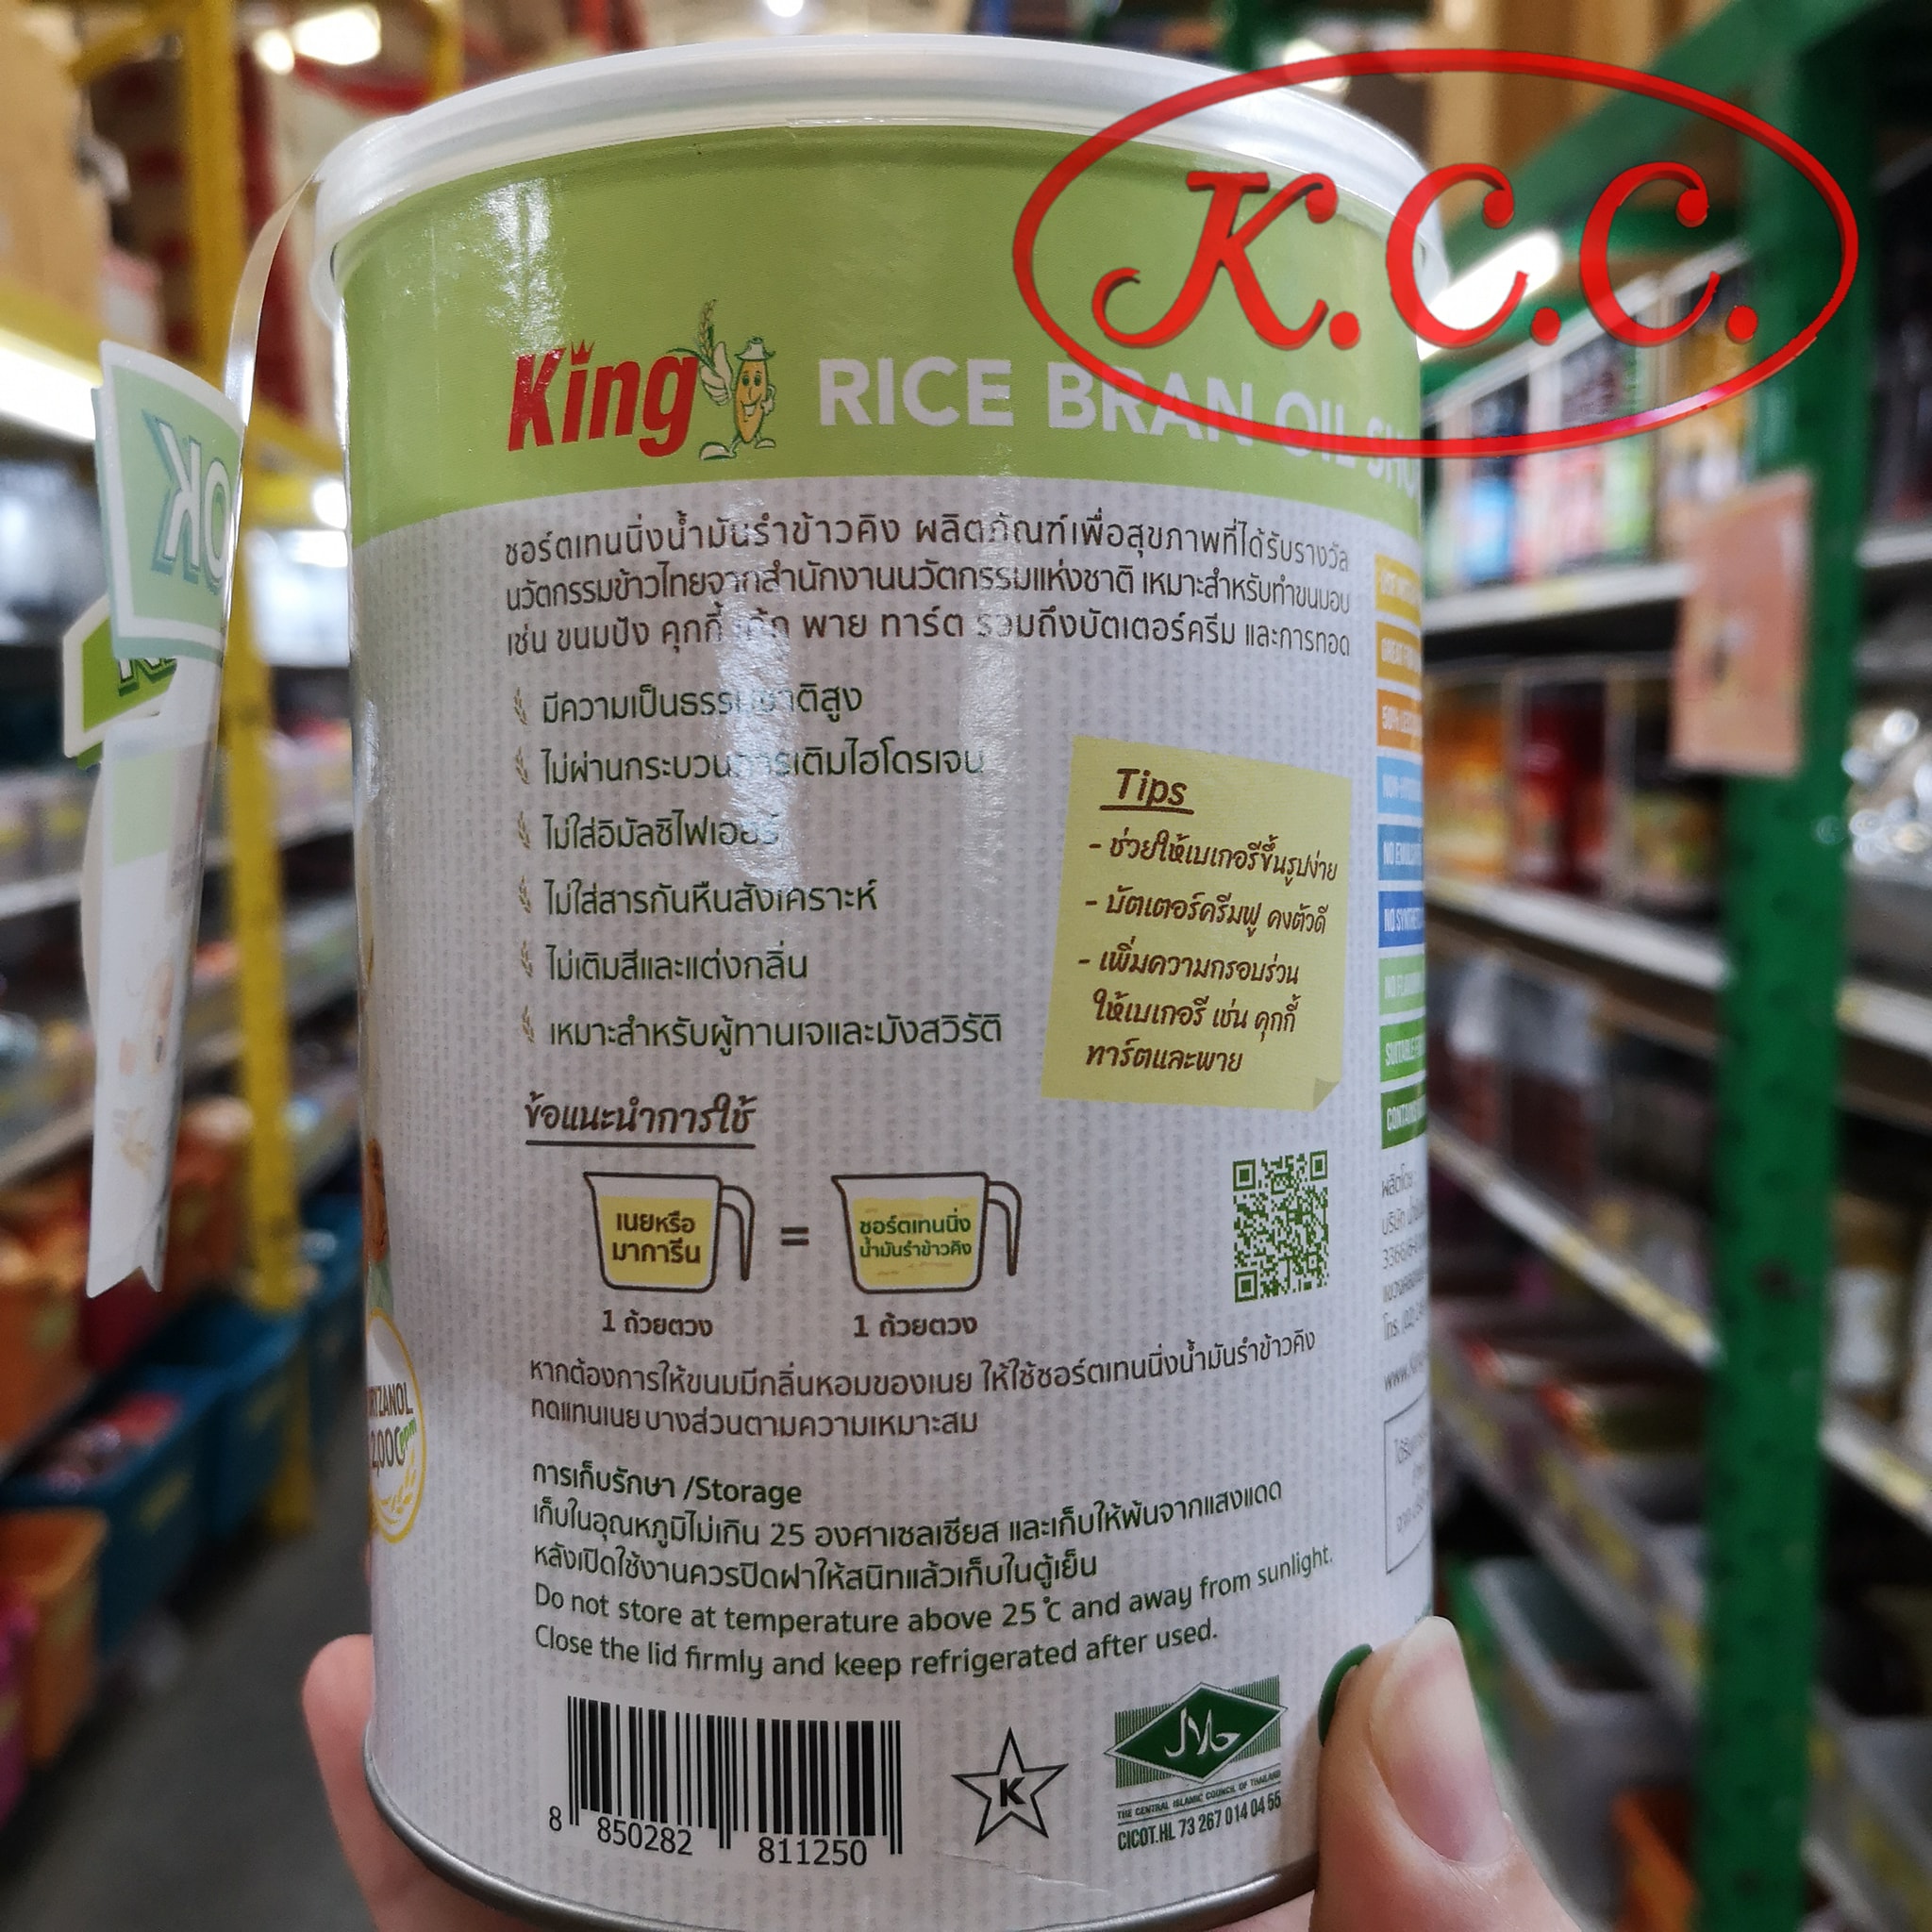 K.C.C.
King RICE BRAN OIL SHO
ชอร์ตเทนนิ่งน้ำมันรำข้าวคิง ผลิตภัณฑ์เพื่อสุขภาพที่ได้รับรางวัล
นวัตกรรมข้าวไทยจากสำนักงานนวัตกรรมแห่งชาติ เหมาะสำหรับทำขนมอบ
เช่น ขนมปัง คุกกี้ เค้ก พาย ทาร์ต รวมถึงบัตเตอร์ครีม และการทอด
มีความเป็นธรรมชาติสูง
ไม่ผ่านกระบวนการเติมไฮโดรเจน
ไม่ใส่อิมัลซิไฟเออร์
ไม่ใส่สารกันหืนสังเคราะห์
ไม่เติมสีและแต่งกลิ่น
เหมาะสำหรับผู้ทานเจและมังสวิรัติ
Tips
- ช่วยให้เบเกอรีขึ้นรูปง่าย
- บัตเตอร์ครีมฟู คงตัวดี
- เพิ่มความกรอบร่วน
ให้เบเกอรี เช่น คุกกี้
ทาร์ตและพาย
ข้อแนะนำการใช้
เนยหรือ
มาการีน
=
ชอร์ตเทนนิ่ง
น้ำมันรำข้าวคิง
1 ถ้วยตวง
1 ถ้วยตวง
หากต้องการให้ขนมมีกลิ่นหอมของเนย ให้ใช้ชอร์ตเทนนิ่งน้ำมันรำข้าวคิง
ทดแทนเนยบางส่วนตามความเหมาะสม
การเก็บรักษา /Storage
เก็บในอุณหภูมิไม่เกิน 25 องศาเซลเซียส และเก็บให้พ้นจากแสงแดด
หลังเปิดใช้งานควรปิดฝาให้สนิทแล้วเก็บในตู้เย็น
Do not store at temperature above 25 ℃ and away from sunlight.
Close the lid firmly and keep refrigerated after used.
8 850282 811250
K
حلال
THE CENTRAL ISLAMIC COUNCIL OF THAILAND
CICOT.HL 73 267 014 04 55
RYZANOL
2,000 ppm
OK